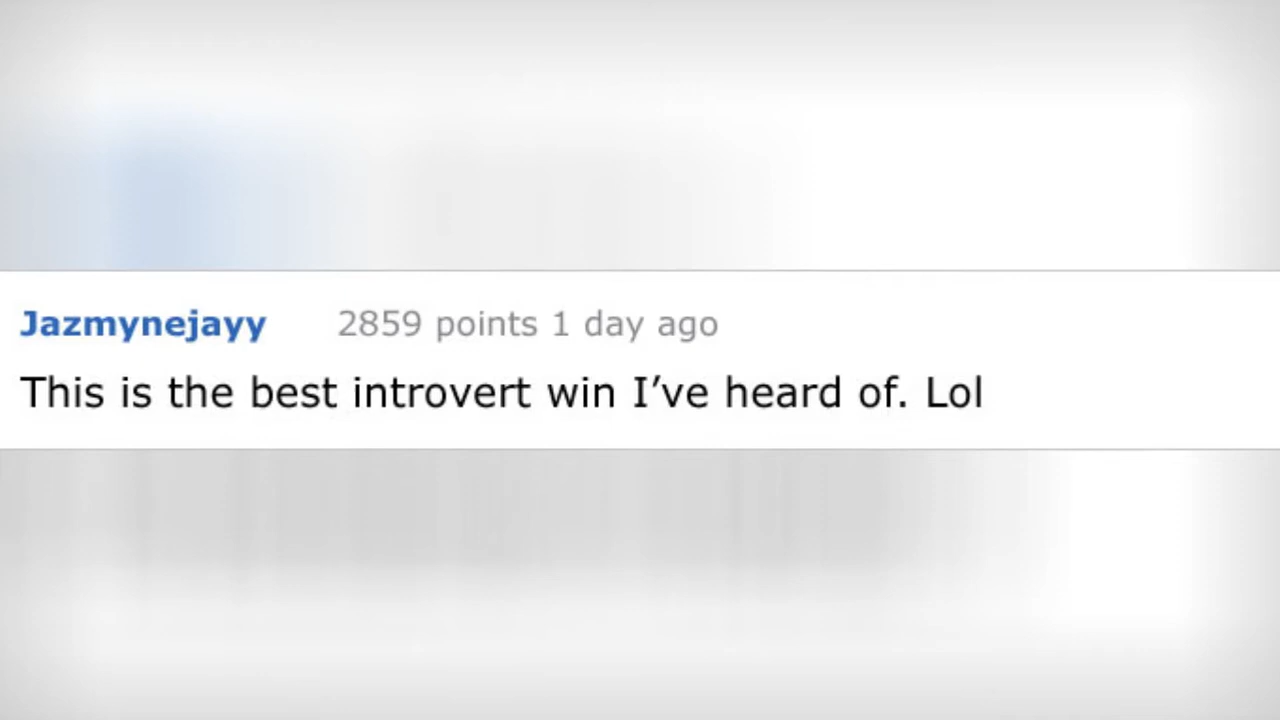 Jazmynejayy 2859 points 1 day ago
This is the best introvert win I’ve heard of. Lol